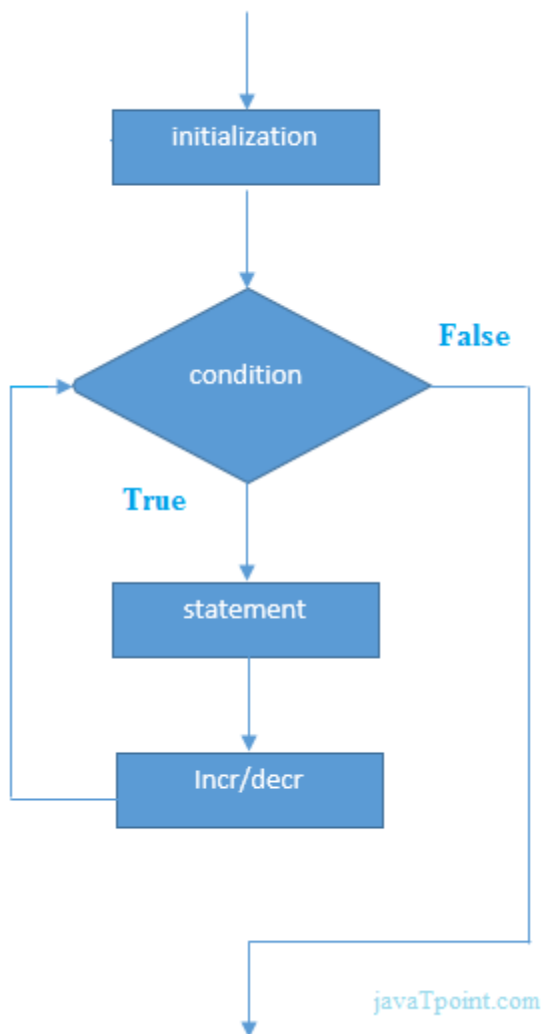 initialization
False
condition
True
statement
Incr/decr
javaTpoint.com